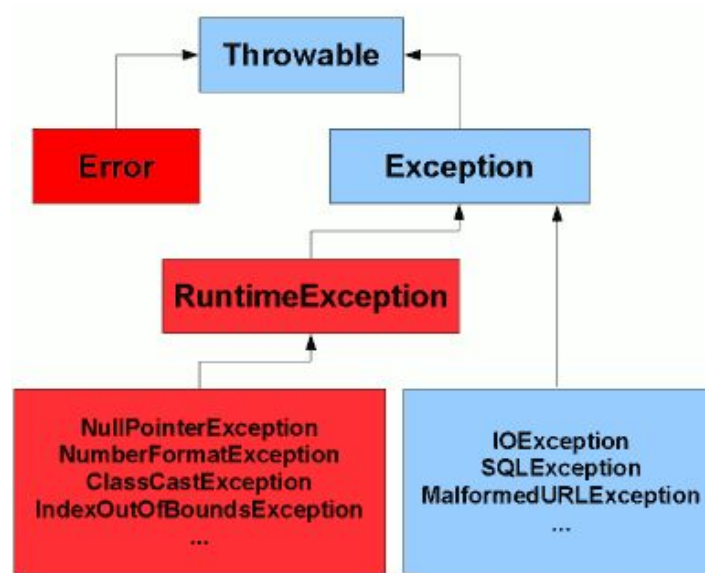 Throwable
Error
Exception
RuntimeException
NullPointerException
NumberFormatException
ClassCastException
IndexOutOfBoundsException
...
IOException
SQLException
MalformedURLException
...